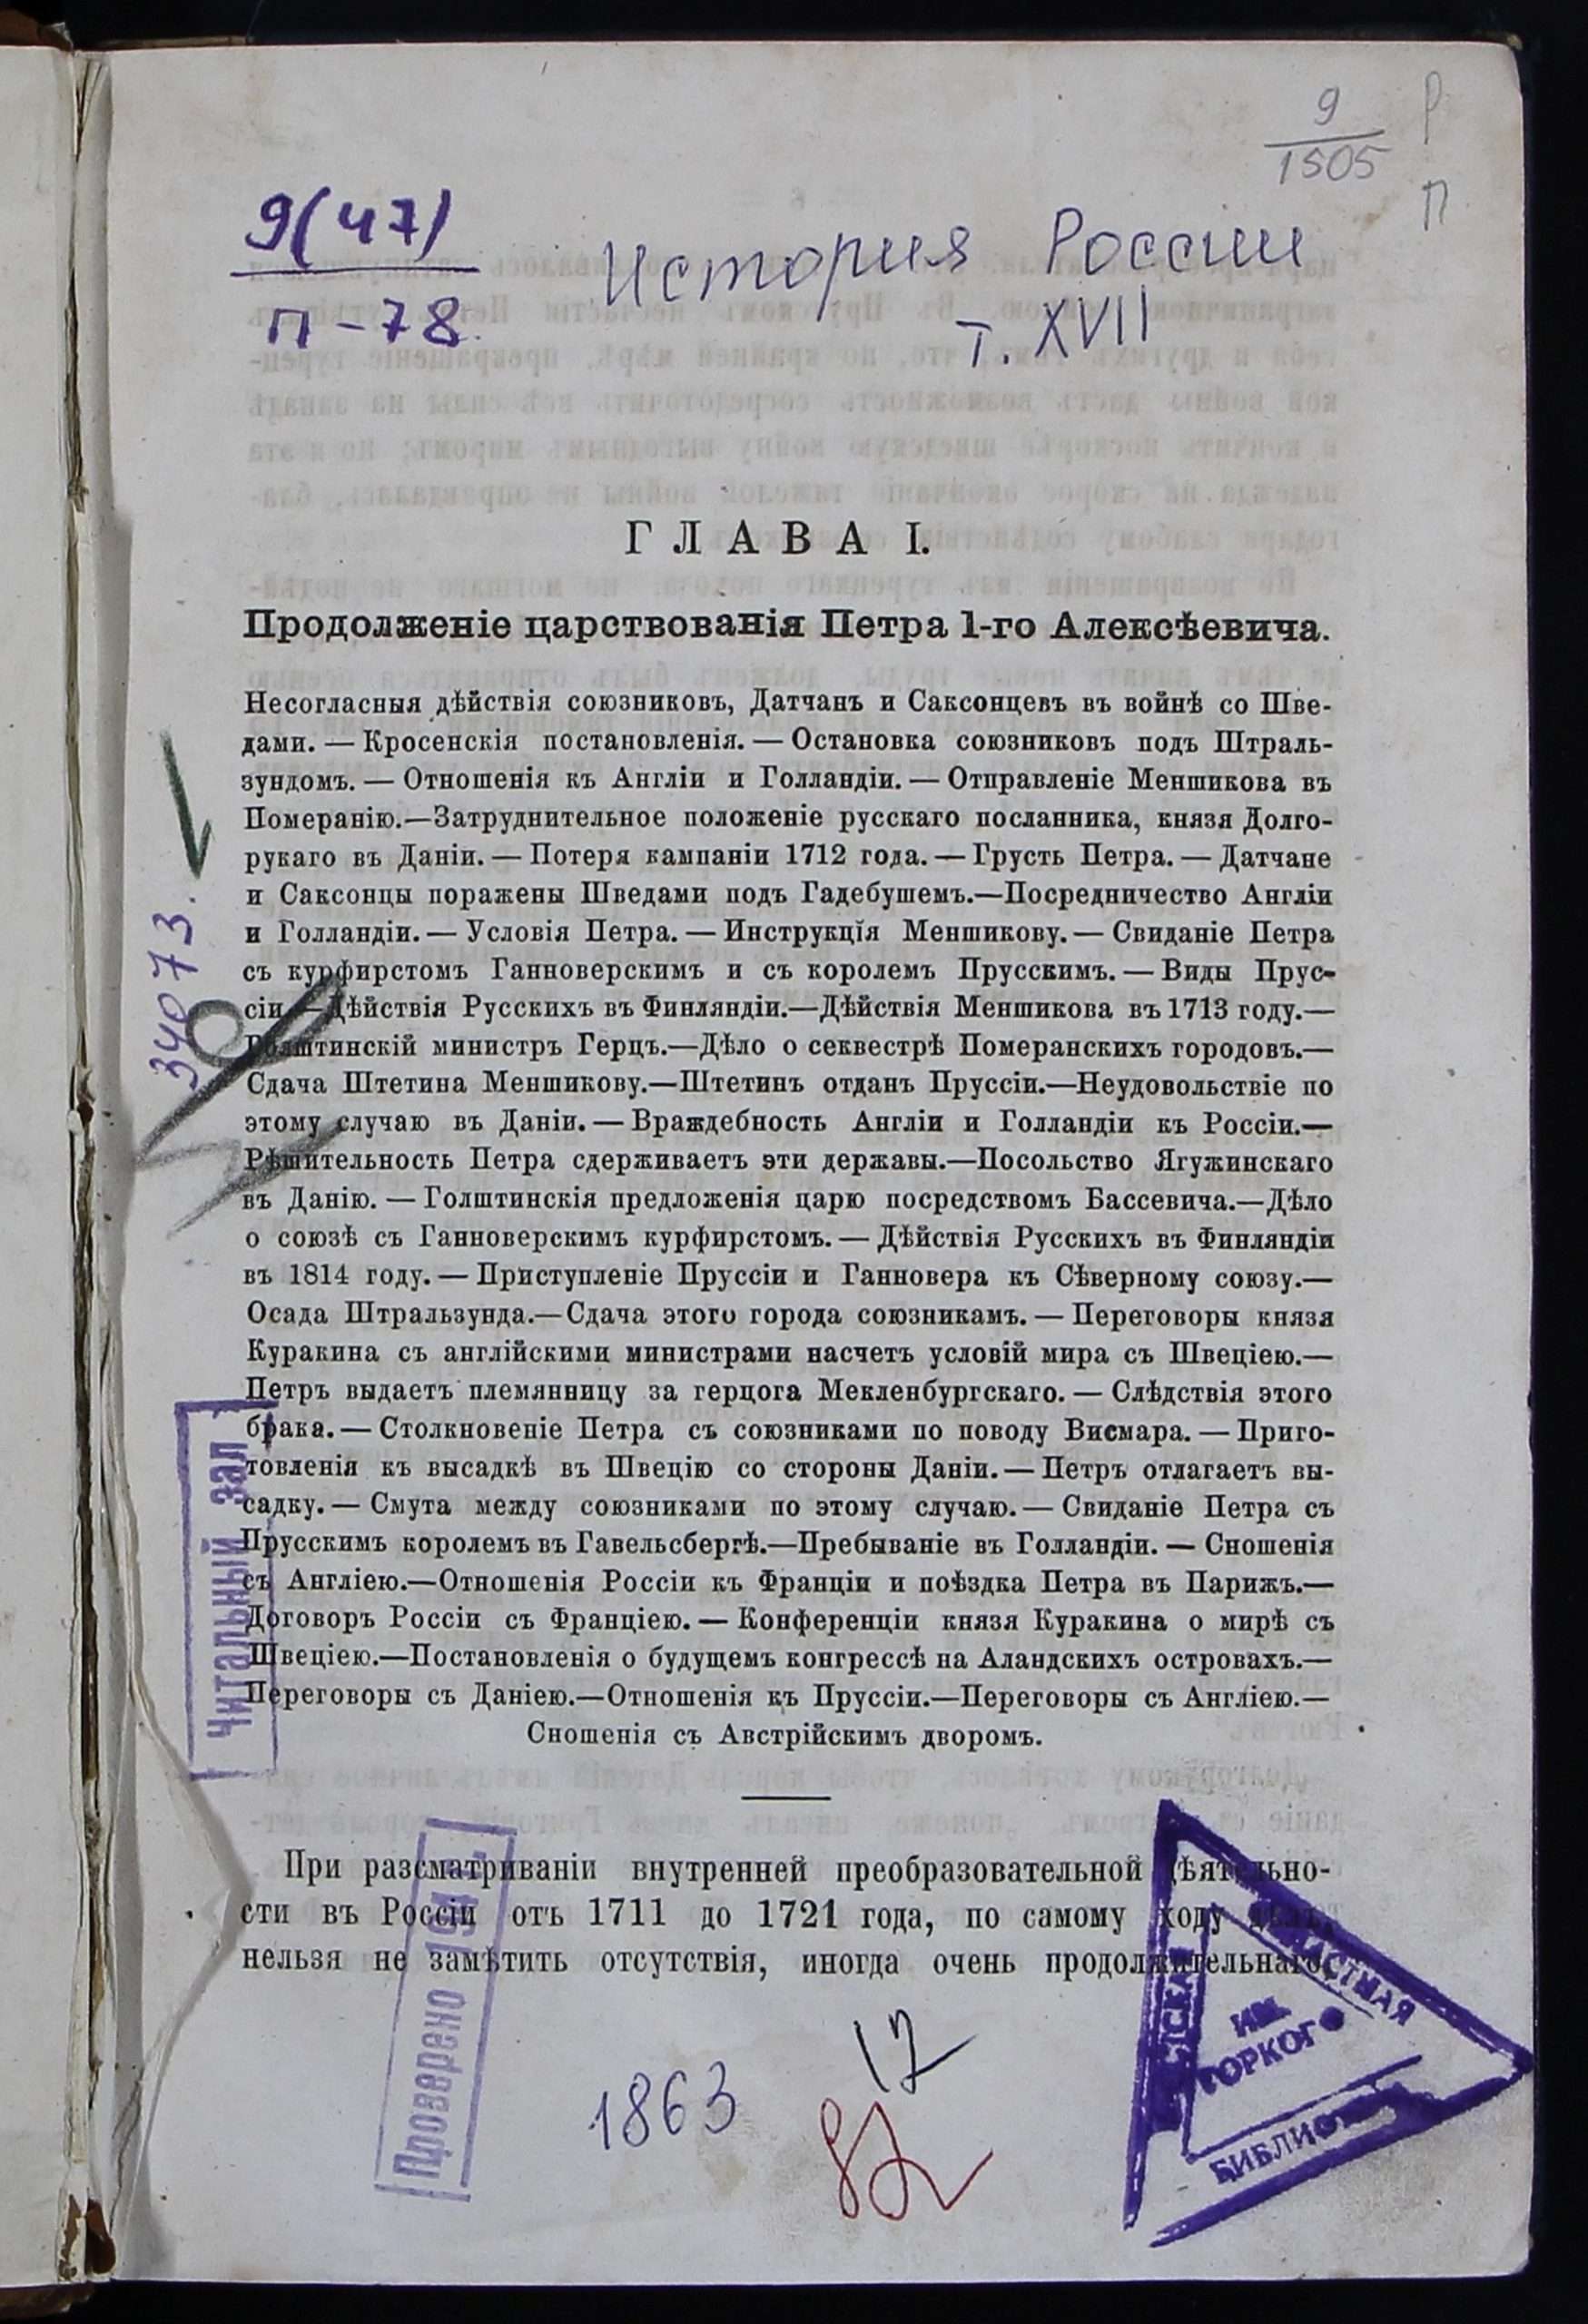 9
1505
Р
П
9(47)
П-78.
История России
т. XVII
ГЛАВА I.
Продолженіе царствованія Петра 1-го Алексѣевича.
Несогласныя дѣйствія союзниковъ, Датчанъ и Саксонцевъ въ войнѣ со Шве-
дами. — Кросенскія постановленія. — Остановка союзниковъ подъ Штраль-
зундомъ. — Отношенія къ Англіи и Голландіи. — Отправленіе Меншикова въ
Померанію.—Затруднительное положеніе русскаго посланника, князя Долго-
рукаго въ Даніи. — Потеря кампаніи 1712 года. — Грусть Петра. — Датчане
и Саксонцы поражены Шведами подъ Гадебушемъ.—Посредничество Англіи
и Голландіи. — Условія Петра. — Инструкція Меншикову. — Свиданіе Петра
съ курфирстомъ Ганноверскимъ и съ королемъ Прусскимъ. — Виды Прус-
сіи.—Дѣйствія Русскихъ въ Финляндіи.—Дѣйствія Меншикова въ 1713 году.—
Голштинскій министръ Герцъ.—Дѣло о секвестрѣ Померанскихъ городовъ.—
Сдача Штетина Меншикову.—Штетинъ отданъ Пруссіи.—Неудовольствіе по
этому случаю въ Даніи. — Враждебность Англіи и Голландіи къ Россіи.—
Рѣшительность Петра сдерживаетъ эти державы.—Посольство Ягужинскаго
въ Данію. — Голштинскія предложенія царю посредствомъ Бассевича.—Дѣло
о союзѣ съ Ганноверскимъ курфирстомъ. — Дѣйствія Русскихъ въ Финляндіи
въ 1814 году. — Приступленіе Пруссіи и Ганновера къ Сѣверному союзу.—
Осада Штральзунда.—Сдача этого города союзникамъ. — Переговоры князя
Куракина съ англійскими министрами насчетъ условій мира съ Швеціею.—
Петръ выдаетъ племянницу за герцога Мекленбургскаго. — Слѣдствія этого
брака. — Столкновеніе Петра съ союзниками по поводу Висмара. — Приго-
товленія къ высадкѣ въ Швецію со стороны Даніи. — Петръ отлагаетъ вы-
садку. — Смута между союзниками по этому случаю. — Свиданіе Петра съ
Прусскимъ королемъ въ Гавельсбергѣ.—Пребываніе въ Голландіи. — Сношенія
съ Англіею.—Отношенія Россіи къ Франціи и поѣздка Петра въ Парижъ.—
Договоръ Россіи съ Франціею. — Конференціи князя Куракина о мирѣ съ
Швеціею.—Постановленія о будущемъ конгрессѣ на Аландскихъ островахъ.—
Переговоры съ Даніею.—Отношенія къ Пруссіи.—Переговоры съ Англіею.—
Сношенія съ Австрійскимъ дворомъ.
34073.
Читальный зал
При разсматриваніи внутренней преобразовательной дѣятельно-
сти въ Россіи отъ 1711 до 1721 года, по самому ходу дѣлъ,
нельзя не замѣтить отсутствія, иногда очень продолжительнаго,
Проверено
1863
12
82
ИМ.
ГОРКОГО